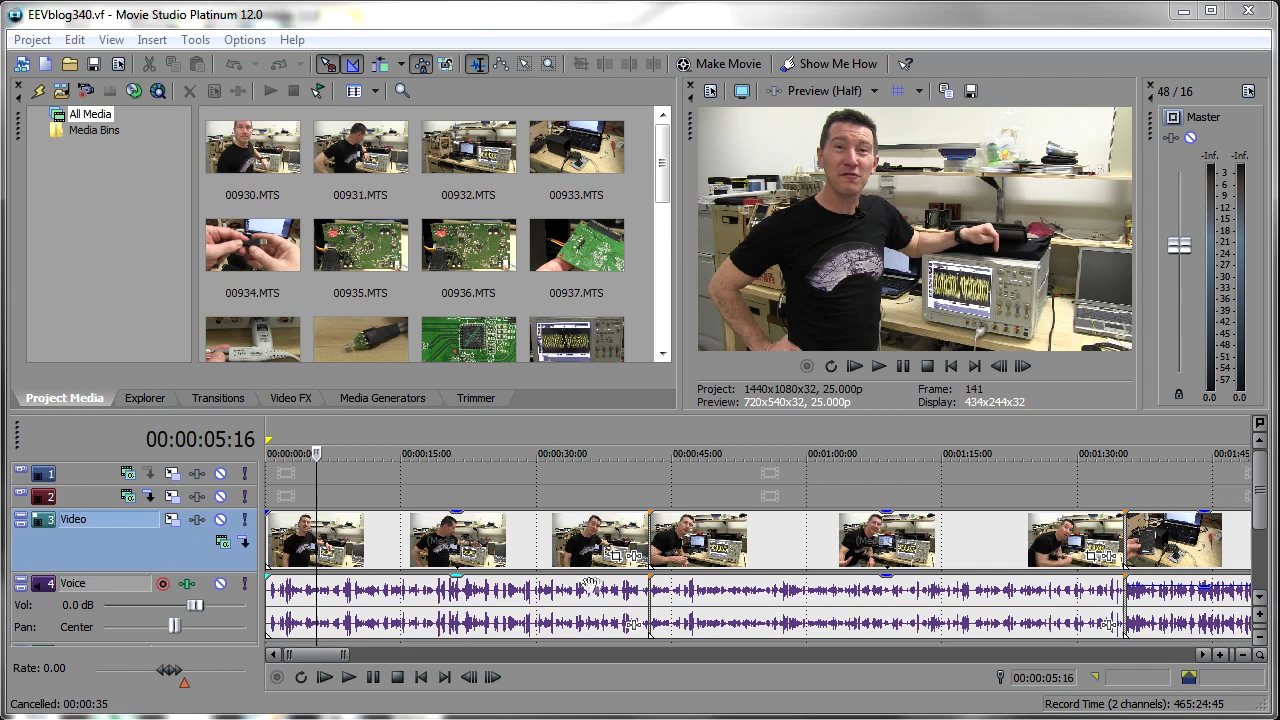 EEVblog340.vf - Movie Studio Platinum 12.0
Project Edit View Insert Tools Options Help
Make Movie Show Me How
All Media
Media Bins
00930.MTS 00931.MTS 00932.MTS 00933.MTS
00934.MTS 00935.MTS 00936.MTS 00937.MTS
Project Media Explorer Transitions Video FX Media Generators Trimmer
Preview (Half)
Project: 1440x1080x32, 25.000p Frame: 141
Preview: 720x540x32, 25.000p Display: 434x244x32
48 / 16
Master
-Inf. -Inf.
3
6
9
12
15
18
21
24
27
30
33
36
39
42
45
48
51
54
57
0.0 0.0
00:00:05:16
00:00:00:0 00:00:15:00 00:00:30:00 00:00:45:00 00:01:00:00 00:01:15:00 00:01:30:00 00:01:45
1
2
3 Video
4 Voice
Vol: 0.0 dB
Pan: Center
Rate: 0.00
00:00:05:16
Cancelled: 00:00:35
Record Time (2 channels): 465:24:45